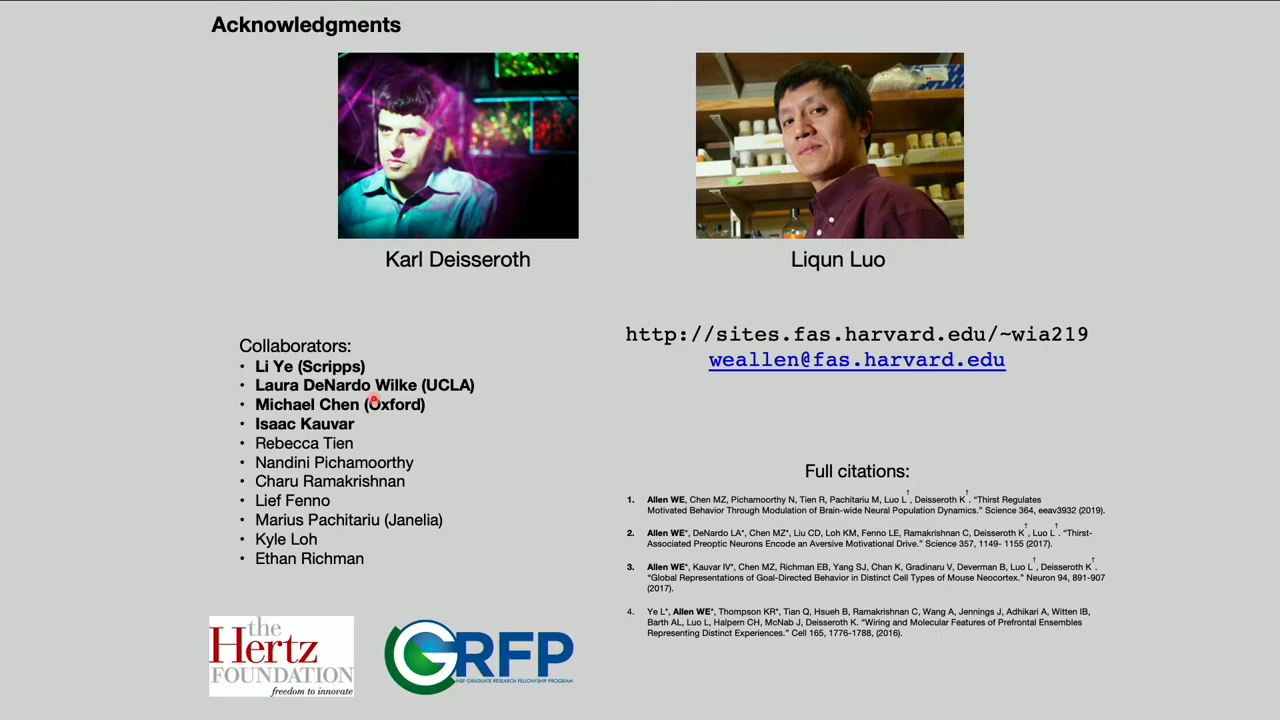 Acknowledgments
Karl Deisseroth
Liqun Luo
Collaborators:
• Li Ye (Scripps)
• Laura DeNardo Wilke (UCLA)
• Michael Chen (Oxford)
• Isaac Kauvar
• Rebecca Tien
• Nandini Pichamoorthy
• Charu Ramakrishnan
• Lief Fenno
• Marius Pachitariu (Janelia)
• Kyle Loh
• Ethan Richman
http://sites.fas.harvard.edu/~wia219
weallen@fas.harvard.edu
Full citations:
1. Allen WE, Chen MZ, Pichamoorthy N, Tien R, Pachitariu M, Luo L†, Deisseroth K†. “Thirst Regulates
Motivated Behavior Through Modulation of Brain-wide Neural Population Dynamics.” Science 364, eaav3932 (2019).
2. Allen WE*, DeNardo LA*, Chen MZ*, Liu CD, Loh KM, Fenno LE, Ramakrishnan C, Deisseroth K†, Luo L†. “Thirst-
Associated Preoptic Neurons Encode an Aversive Motivational Drive.” Science 357, 1149- 1155 (2017).
3. Allen WE*, Kauvar IV*, Chen MZ, Richman EB, Yang SJ, Chan K, Gradinaru V, Deverman B, Luo L†, Deisseroth K†.
“Global Representations of Goal-Directed Behavior in Distinct Cell Types of Mouse Neocortex.” Neuron 94, 891-907
(2017).
4. Ye L*, Allen WE*, Thompson KR*, Tian Q, Hsueh B, Ramakrishnan C, Wang A, Jennings J, Adhikari A, Witten IB,
Barth AL, Luo L, Halpern CH, McNab J, Deisseroth K. “Wiring and Molecular Features of Prefrontal Ensembles
Representing Distinct Experiences.” Cell 165, 1776-1788, (2016).
the
Hertz
FOUNDATION
freedom to innovate
GRFP
NSF GRADUATE RESEARCH FELLOWSHIP PROGRAM